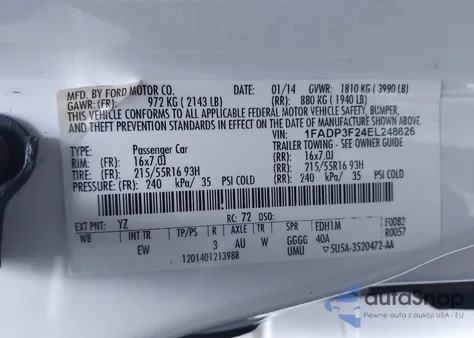 MFD. BY FORD MOTOR CO. DATE: 01/14 GVWR: 1810 KG ( 3990 LB)
GAWR: (FR) 972 KG ( 2143 LB) (RR) 880 KG ( 1940 LB)
THIS VEHICLE CONFORMS TO ALL APPLICABLE FEDERAL MOTOR VEHICLE SAFETY, BUMPER,
AND THEFT PREVENTION STANDARDS IN EFFECT ON THE DATE OF MANUFACTURE SHOWN ABOVE.
VIN: 1FADP3F24EL248626
TYPE: Passenger Car TRAILER TOWING - SEE OWNER GUIDE
RIM: (FR) 16x7.0J (RR) 16x7.0J
TIRE: (FR) 215/55R16 93H (RR) 215/55R16 93H
PRESSURE: (FR) 240 kPa/ 35 PSI COLD (RR) 240 kPa/ 35 PSI COLD
EXT PNT: YZ RC: 72 DSO: F0082
R0057
WB INT TR TP/PS R AXLE TR SPR EDH1M
EW 3 AU W GGGG 40A
1201401213988 UMU ▽5U5A-3520472-AA
autoSnap
Pewne auta z USA - EU